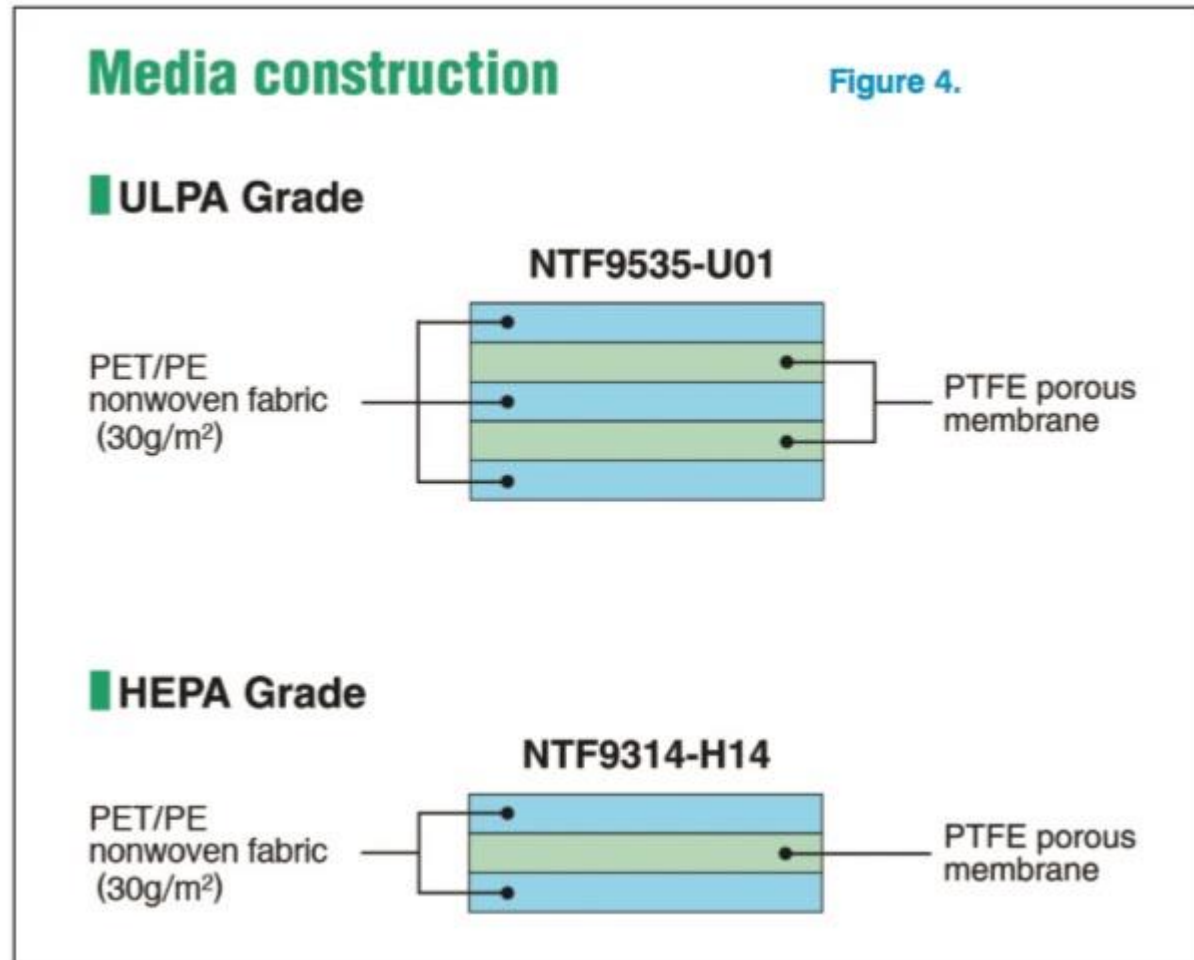 Media construction
Figure 4.
ULPA Grade
NTF9535-U01
PET/PE
nonwoven fabric
(30g/m²)
PTFE porous
membrane
HEPA Grade
NTF9314-H14
PET/PE
nonwoven fabric
(30g/m²)
PTFE porous
membrane